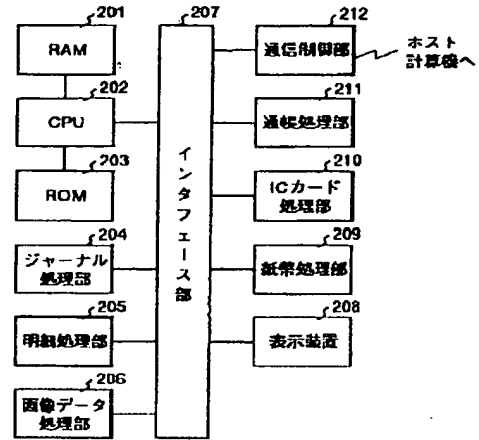 201
RAM
202
CPU
203
ROM
204
ジャーナル
処理部
205
明細処理部
206
画像データ
処理部
207
インタフェース部
212
通信制御部
ホスト
計算機へ
211
通帳処理部
210
ICカード
処理部
209
紙幣処理部
208
表示装置